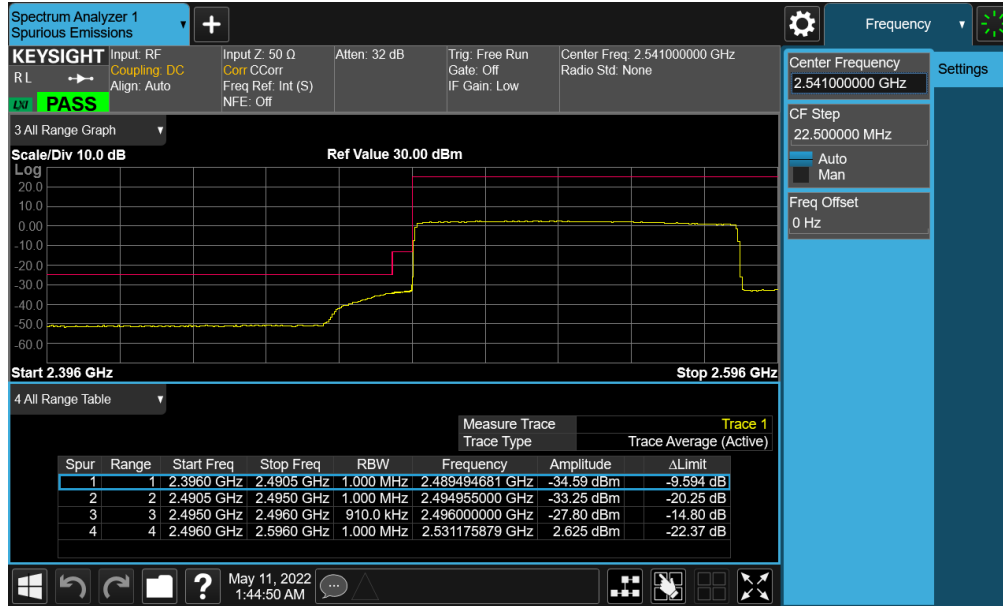 Spectrum Analyzer 1
Spurious Emissions
Frequency
KEYSIGHT
RL
LXI
PASS
Input: RF
Coupling: DC
Align: Auto
Input Z: 50 Ω
Corr CCorr
Freq Ref: Int (S)
NFE: Off
Atten: 32 dB
Trig: Free Run
Gate: Off
IF Gain: Low
Center Freq: 2.541000000 GHz
Radio Std: None
Center Frequency
2.541000000 GHz
Settings
CF Step
22.500000 MHz
Auto
Man
Freq Offset
0 Hz
3 All Range Graph
Scale/Div 10.0 dB
Ref Value 30.00 dBm
Log
20.0
10.0
0.00
-10.0
-20.0
-30.0
-40.0
-50.0
-60.0
Start 2.396 GHz
Stop 2.596 GHz
4 All Range Table
Measure Trace Trace 1
Trace Type Trace Average (Active)
Spur Range Start Freq Stop Freq RBW Frequency Amplitude ΔLimit
1 1 2.3960 GHz 2.4905 GHz 1.000 MHz 2.489494681 GHz -34.59 dBm -9.594 dB
2 2 2.4905 GHz 2.4950 GHz 1.000 MHz 2.494955000 GHz -33.25 dBm -20.25 dB
3 3 2.4950 GHz 2.4960 GHz 910.0 kHz 2.496000000 GHz -27.80 dBm -14.80 dB
4 4 2.4960 GHz 2.5960 GHz 1.000 MHz 2.531175879 GHz 2.625 dBm -22.37 dB
?
May 11, 2022
1:44:50 AM